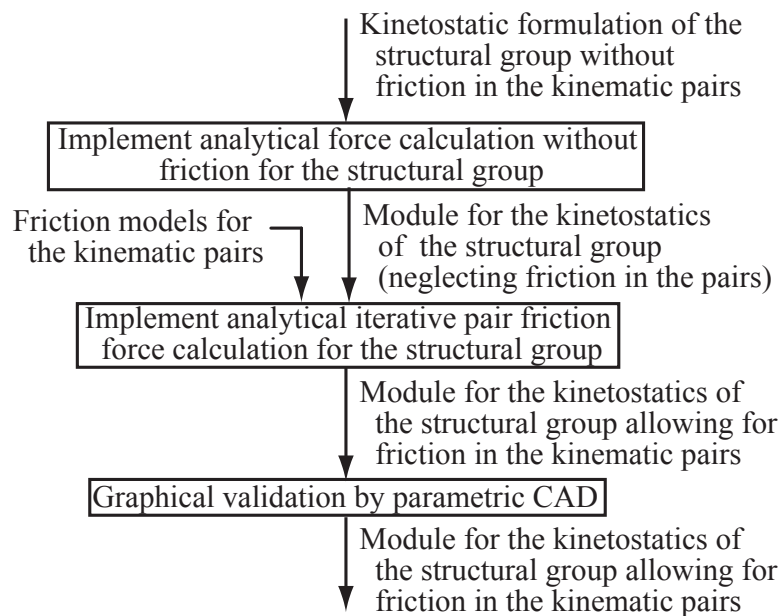 Kinetostatic formulation of the
structural group without
friction in the kinematic pairs
Implement analytical force calculation without
friction for the structural group
Friction models for
the kinematic pairs
Module for the kinetostatics
of the structural group
(neglecting friction in the pairs)
Implement analytical iterative pair friction
force calculation for the structural group
Module for the kinetostatics of
the structural group allowing for
friction in the kinematic pairs
Graphical validation by parametric CAD
Module for the kinetostatics of
the structural group allowing for
friction in the kinematic pairs